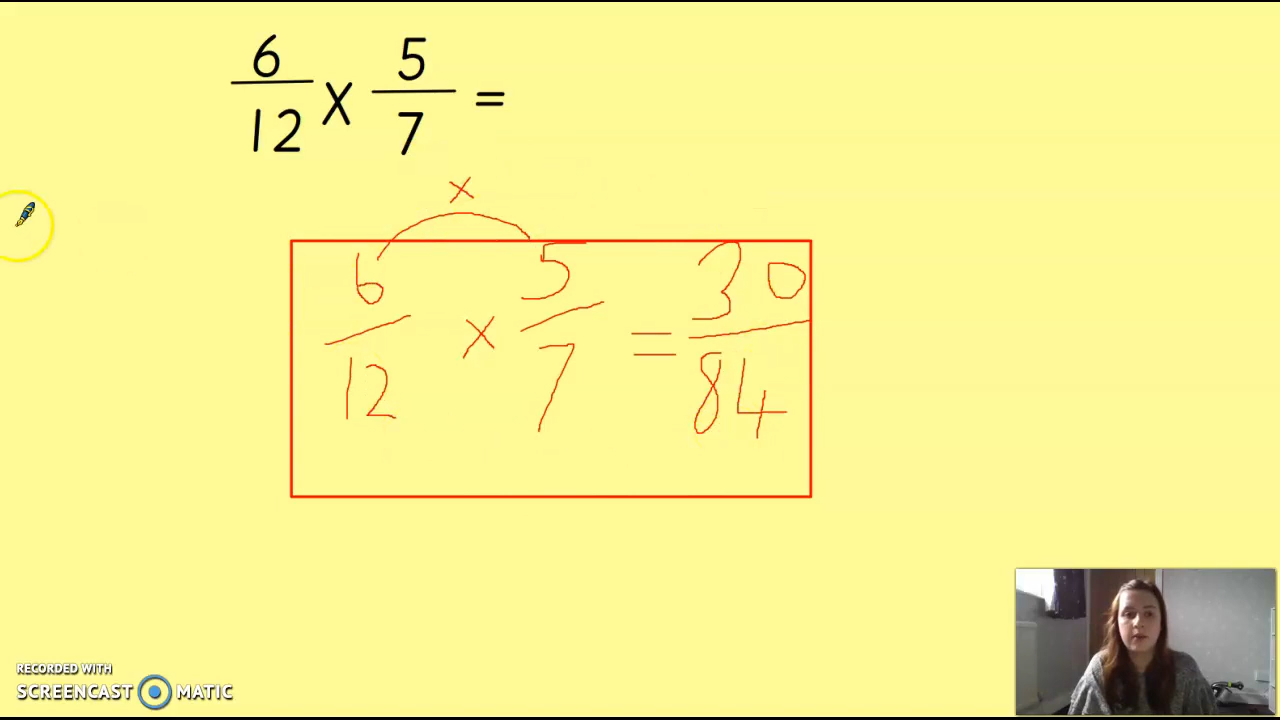 6/12 x 5/7 =
x
6/12 x 5/7 = 30/84
RECORDED WITH
SCREENCAST MATIC